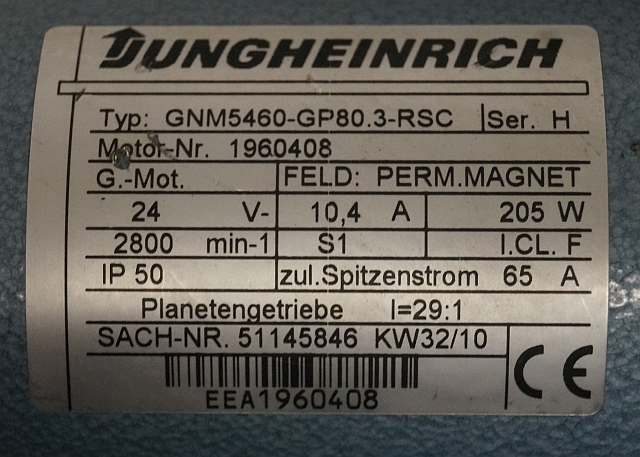 JUNGHEINRICH
Typ: GNM5460-GP80.3-RSC Ser. H
Motor-Nr. 1960408
G.-Mot. FELD: PERM.MAGNET
24 V- 10,4 A 205 W
2800 min-1 S1 I.CL. F
IP 50 zul.Spitzenstrom 65 A
Planetengetriebe I=29:1
SACH-NR. 51145846 KW32/10
CE
EEA1960408